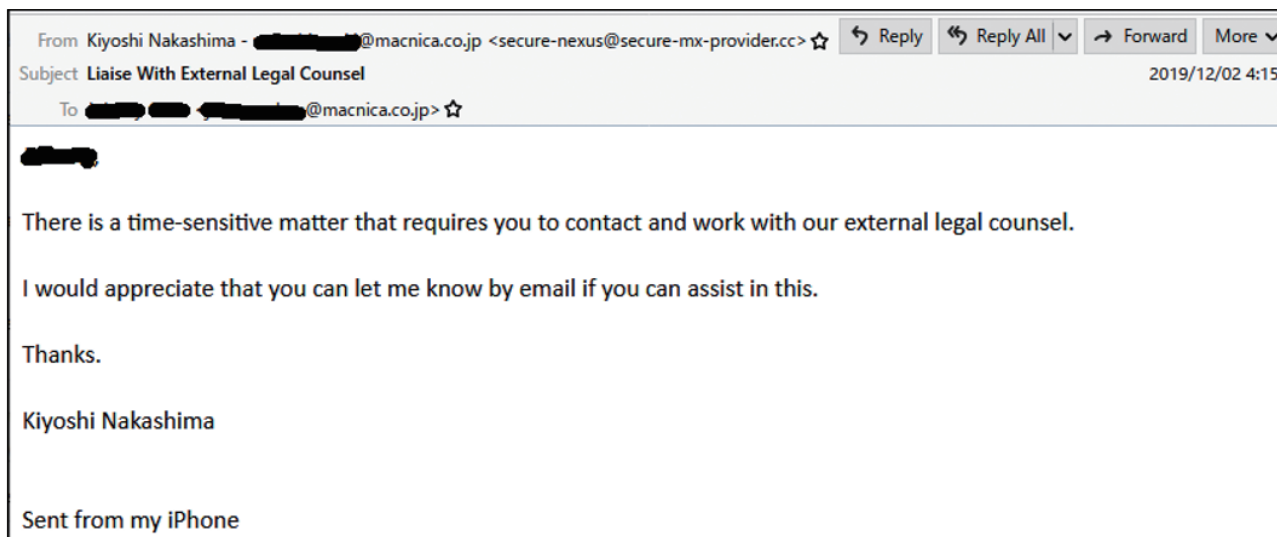 From Kiyoshi Nakashima - @macnica.co.jp <secure-nexus@secure-mx-provider.cc> Reply Reply All Forward More
Subject Liaise With External Legal Counsel 2019/12/02 4:15
To @macnica.co.jp>
There is a time-sensitive matter that requires you to contact and work with our external legal counsel.
I would appreciate that you can let me know by email if you can assist in this.
Thanks.
Kiyoshi Nakashima
Sent from my iPhone